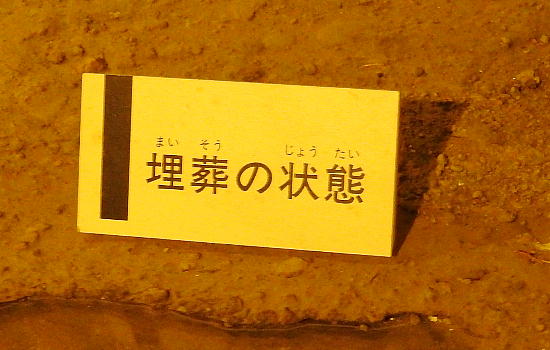 まい そう じょう たい
埋葬の状態